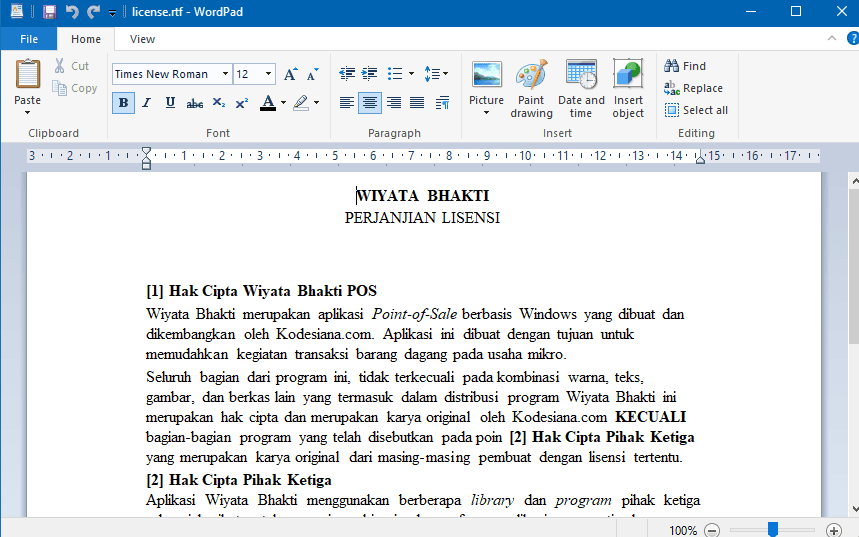 license.rtf - WordPad
File Home View
Paste
Cut
Copy
Clipboard
Times New Roman 12
B I U abc X₂ X² A
Font
Paragraph
Picture
Paint drawing
Date and time
Insert object
Insert
Find
Replace
Select all
Editing
3 2 1 1 2 3 4 5 6 7 8 9 10 11 12 13 14 15 16 17
WIYATA BHAKTI
PERJANJIAN LISENSI
[1] Hak Cipta Wiyata Bhakti POS
Wiyata Bhakti merupakan aplikasi Point-of-Sale berbasis Windows yang dibuat dan
dikembangkan oleh Kodesiana.com. Aplikasi ini dibuat dengan tujuan untuk
memudahkan kegiatan transaksi barang dagang pada usaha mikro.
Seluruh bagian dari program ini, tidak terkecuali pada kombinasi warna, teks,
gambar, dan berkas lain yang termasuk dalam distribusi program Wiyata Bhakti ini
merupakan hak cipta dan merupakan karya original oleh Kodesiana.com KECUALI
bagian-bagian program yang telah disebutkan pada poin [2] Hak Cipta Pihak Ketiga
yang merupakan karya original dari masing-masing pembuat dengan lisensi tertentu.
[2] Hak Cipta Pihak Ketiga
Aplikasi Wiyata Bhakti menggunakan berberapa library dan program pihak ketiga
100%